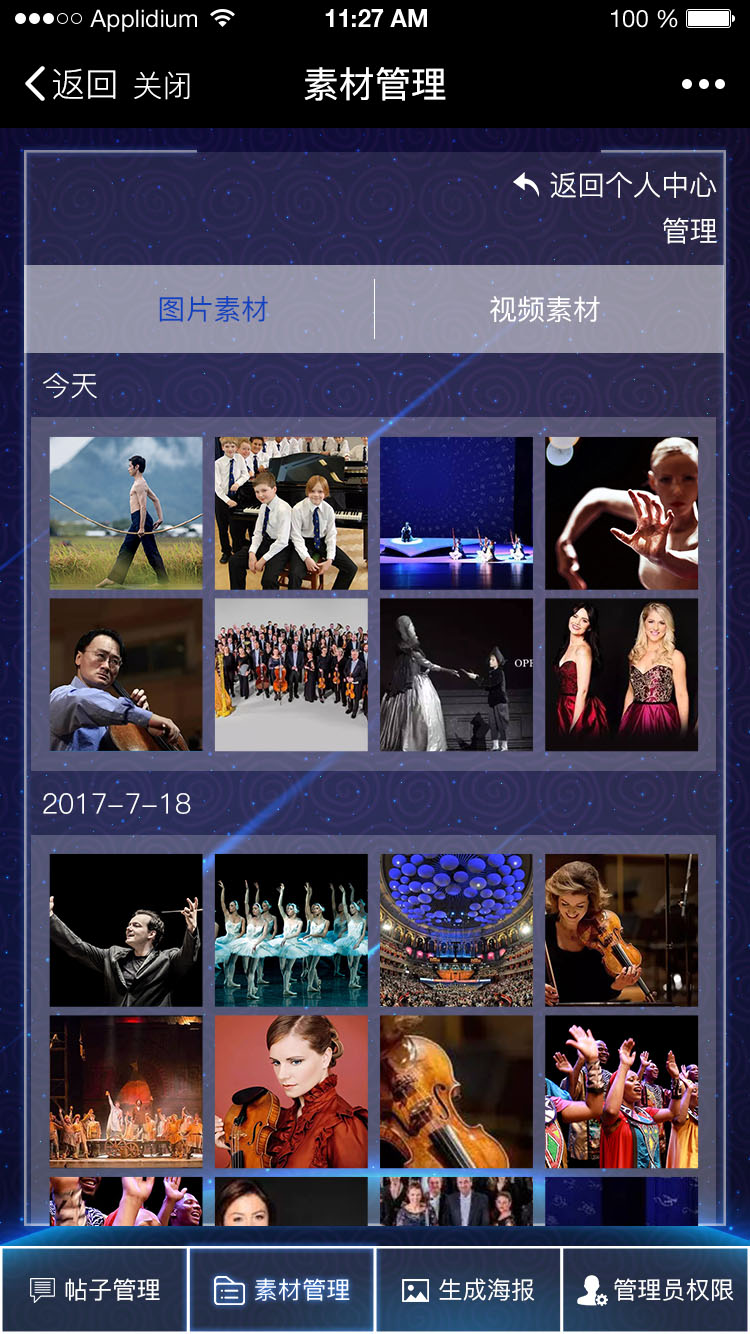 Applidium 11:27 AM 100 %
返回 关闭 素材管理
返回个人中心
管理
图片素材 视频素材
今天
OPE
2017-7-18
帖子管理 素材管理 生成海报 管理员权限